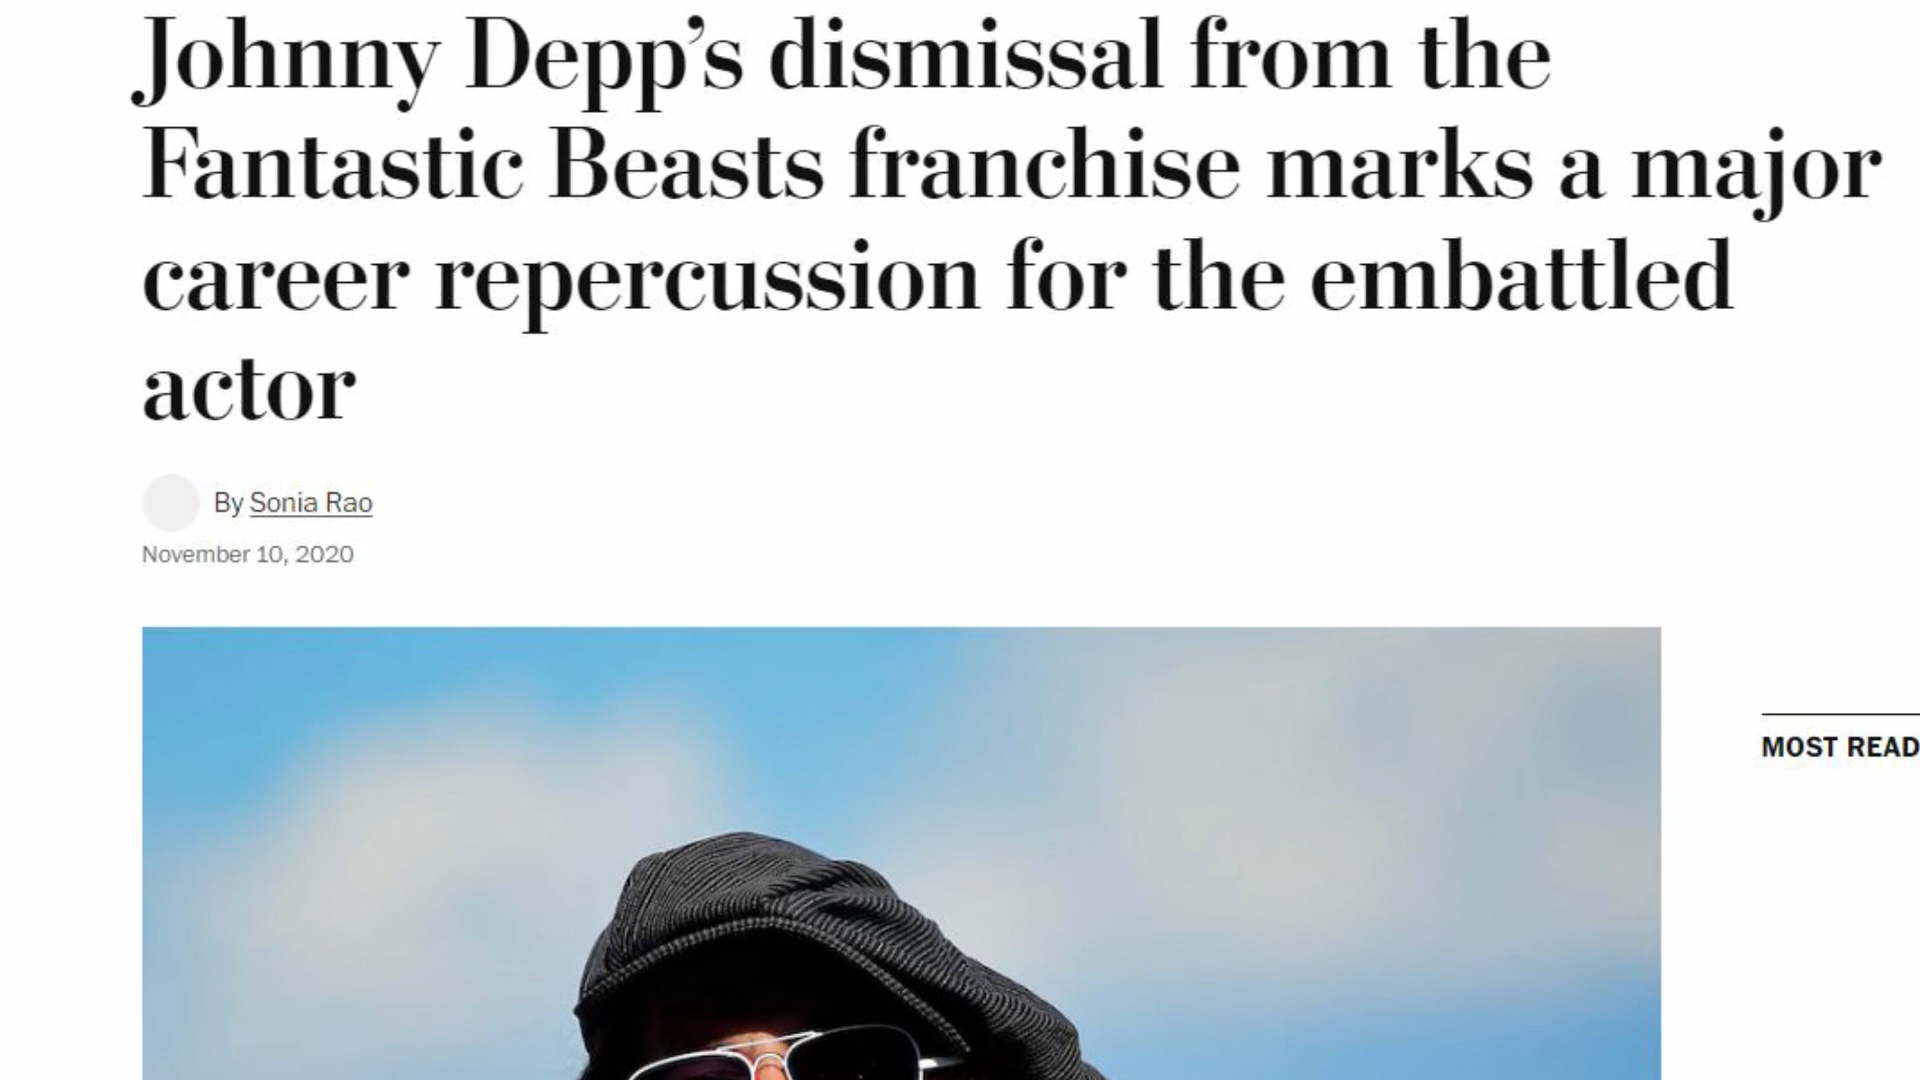 Johnny Depp’s dismissal from the
Fantastic Beasts franchise marks a major
career repercussion for the embattled
actor
By Sonia Rao
November 10, 2020
MOST READ